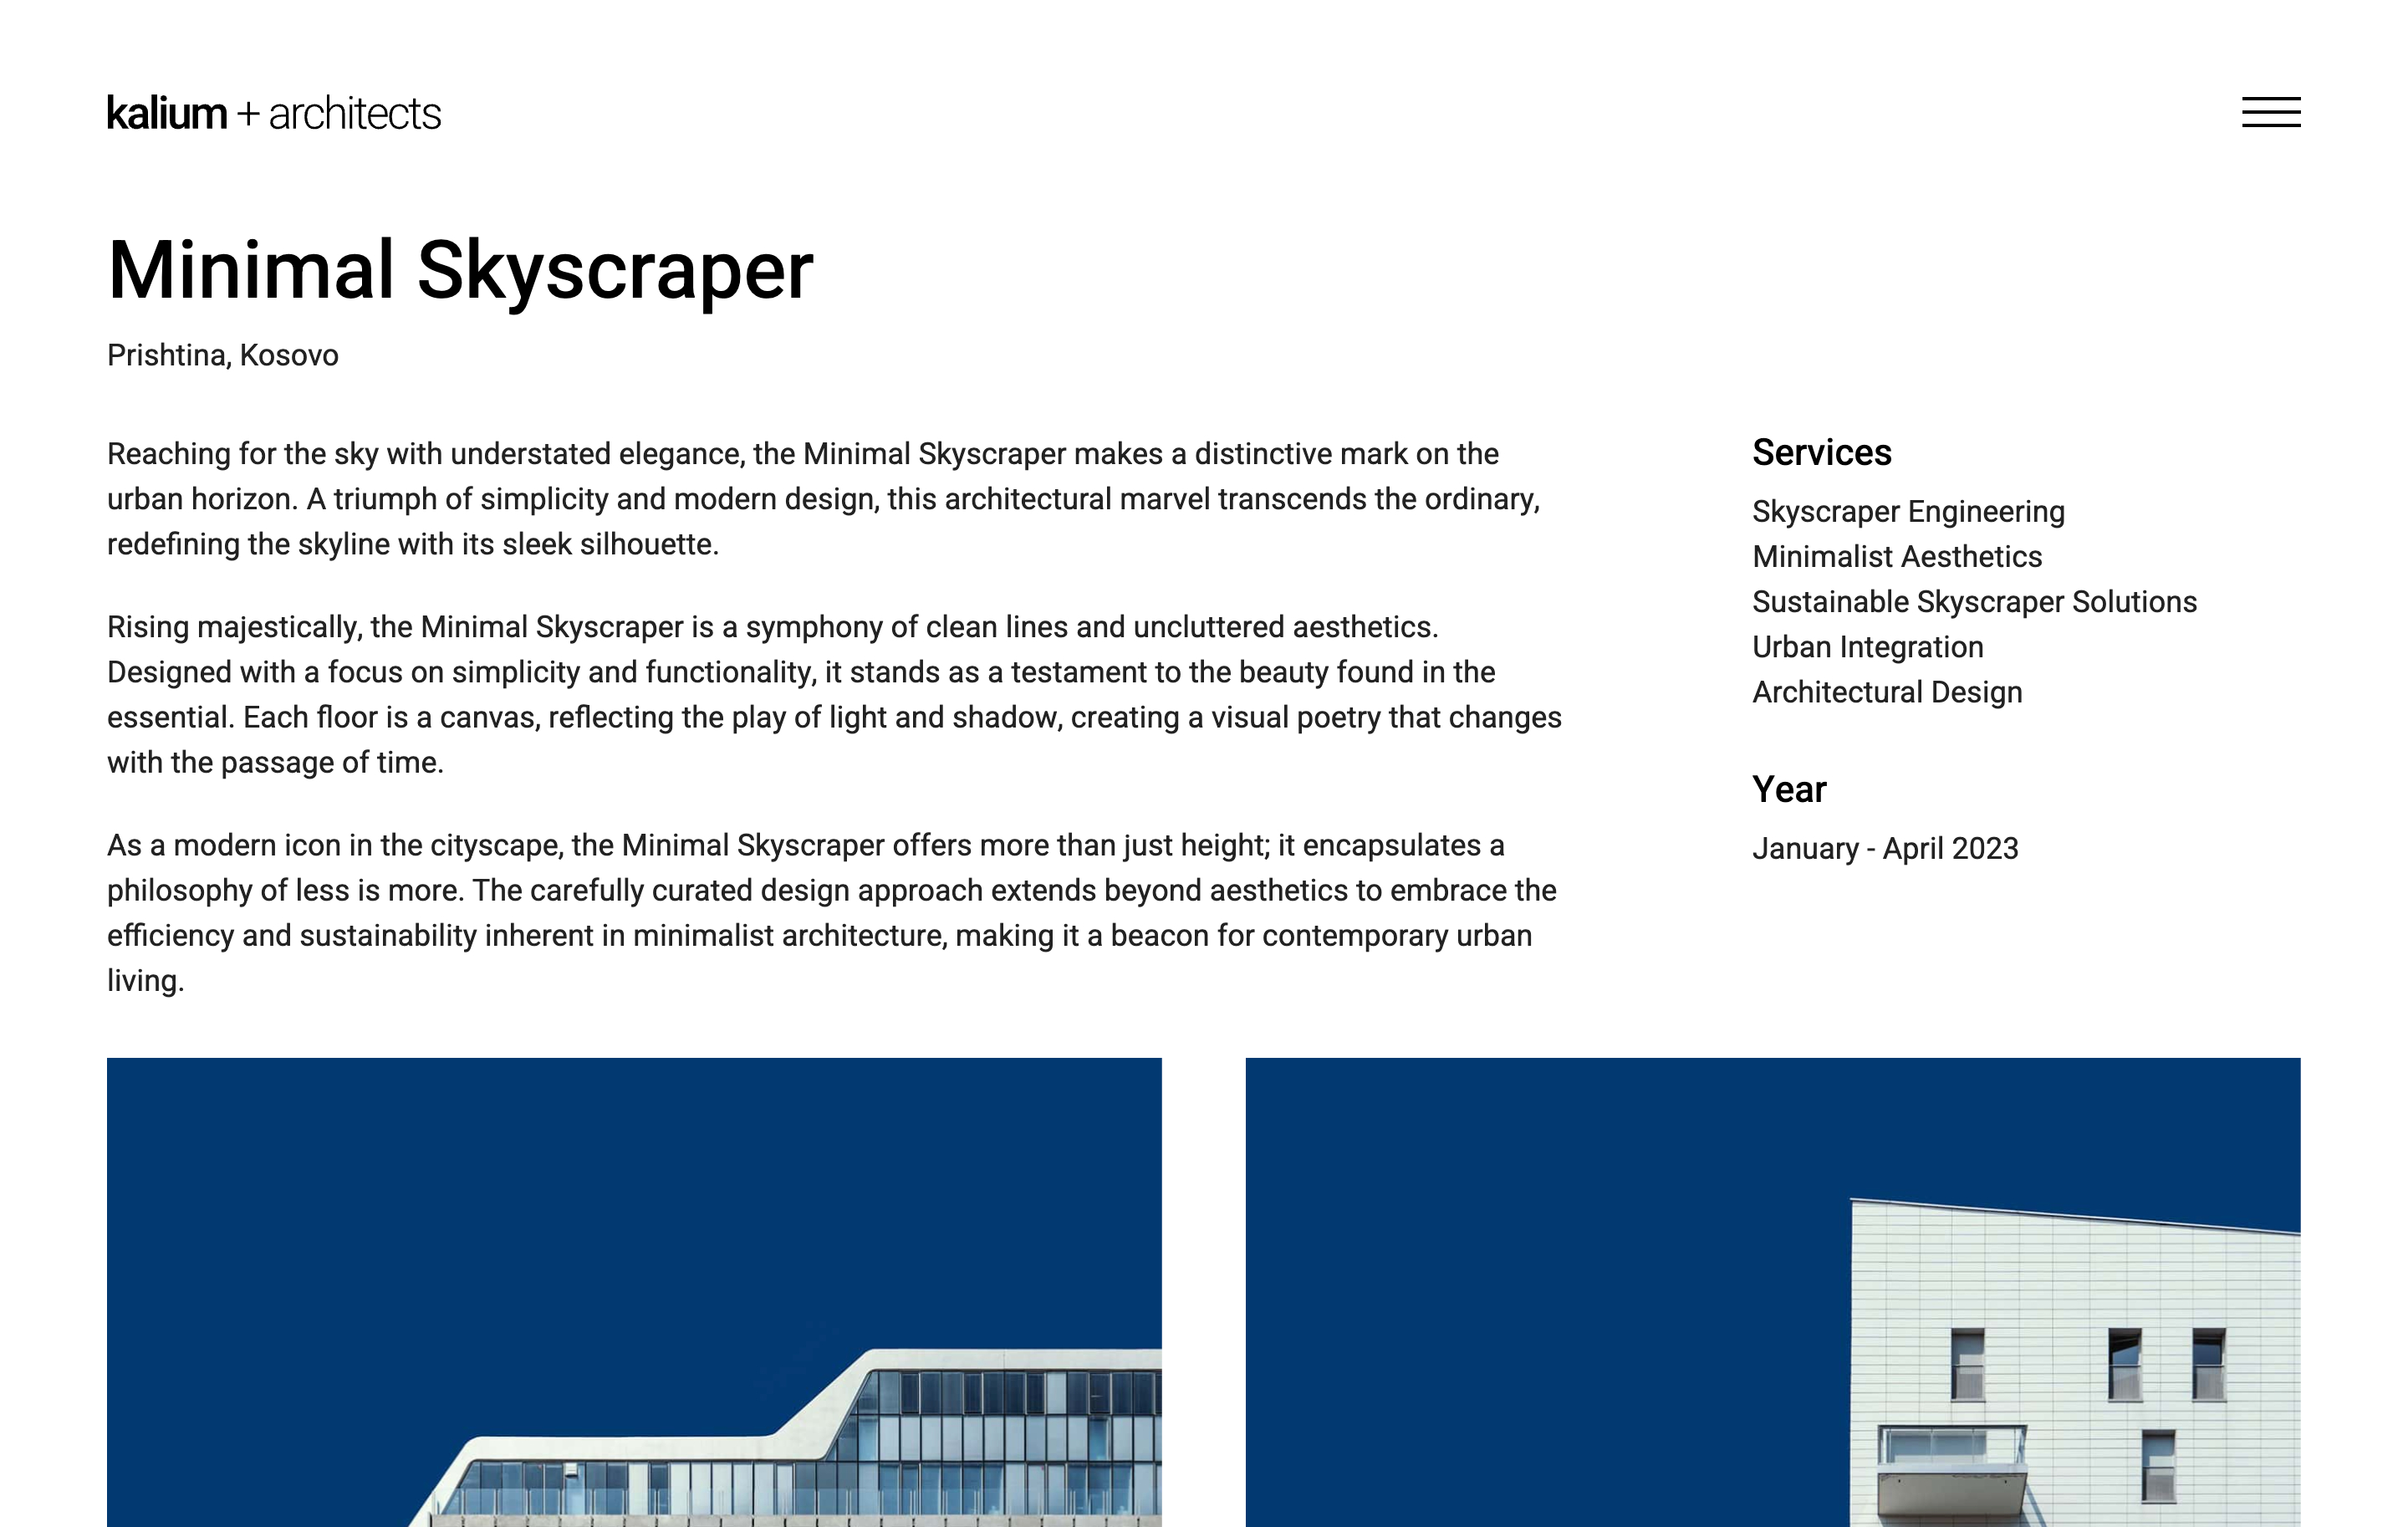 kalium + architects
Minimal Skyscraper
Prishtina, Kosovo
Reaching for the sky with understated elegance, the Minimal Skyscraper makes a distinctive mark on the
urban horizon. A triumph of simplicity and modern design, this architectural marvel transcends the ordinary,
redefining the skyline with its sleek silhouette.
Rising majestically, the Minimal Skyscraper is a symphony of clean lines and uncluttered aesthetics.
Designed with a focus on simplicity and functionality, it stands as a testament to the beauty found in the
essential. Each floor is a canvas, reflecting the play of light and shadow, creating a visual poetry that changes
with the passage of time.
As a modern icon in the cityscape, the Minimal Skyscraper offers more than just height; it encapsulates a
philosophy of less is more. The carefully curated design approach extends beyond aesthetics to embrace the
efficiency and sustainability inherent in minimalist architecture, making it a beacon for contemporary urban
living.
Services
Skyscraper Engineering
Minimalist Aesthetics
Sustainable Skyscraper Solutions
Urban Integration
Architectural Design
Year
January - April 2023